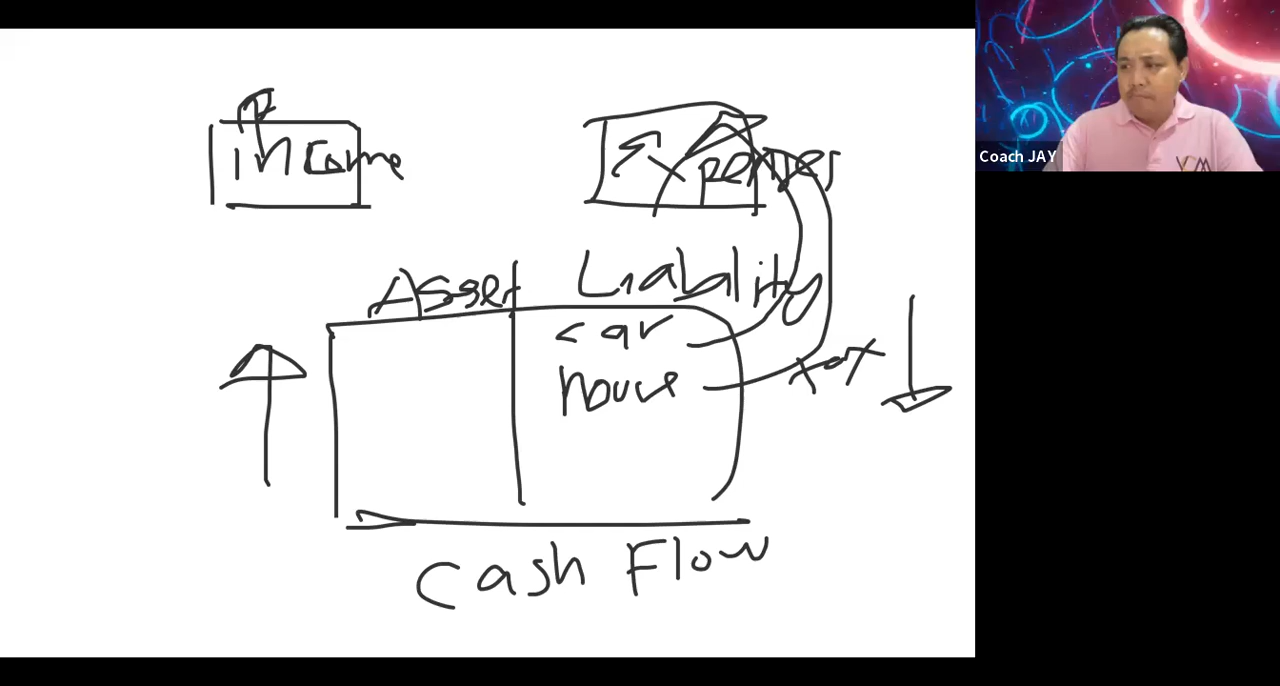 income
Expenses
Coach JAY
Asset
Liability
car
house
tax
Cash Flow